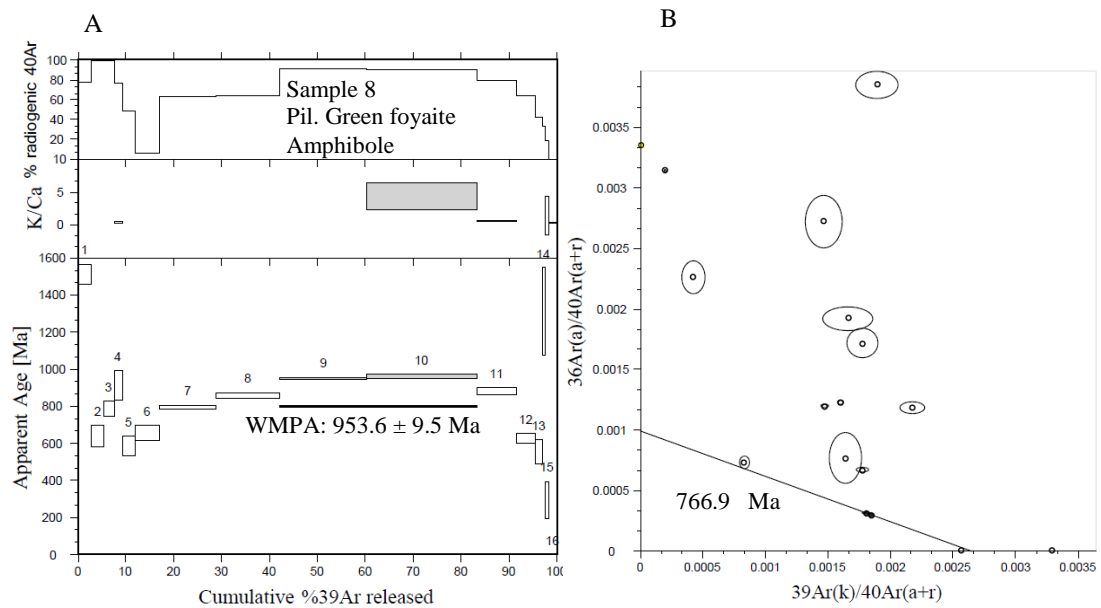 A
B
% radiogenic 40Ar
100
80
60
40
20
10
Sample 8
Pil. Green foyaite
Amphibole
K/Ca
5
0
1
14
Apparent Age [Ma]
1600
1400
1200
1000
800
600
400
200
0
2
3
4
5
6
7
8
9
10
11
12
13
15
16
WMPA: 953.6 ± 9.5 Ma
0 10 20 30 40 50 60 70 80 90 100
Cumulative %39Ar released
36Ar(a)/40Ar(a+r)
0.0035
0.003
0.0025
0.002
0.0015
0.001
0.0005
0
766.9 Ma
0 0.0005 0.001 0.0015 0.002 0.0025 0.003 0.0035
39Ar(k)/40Ar(a+r)